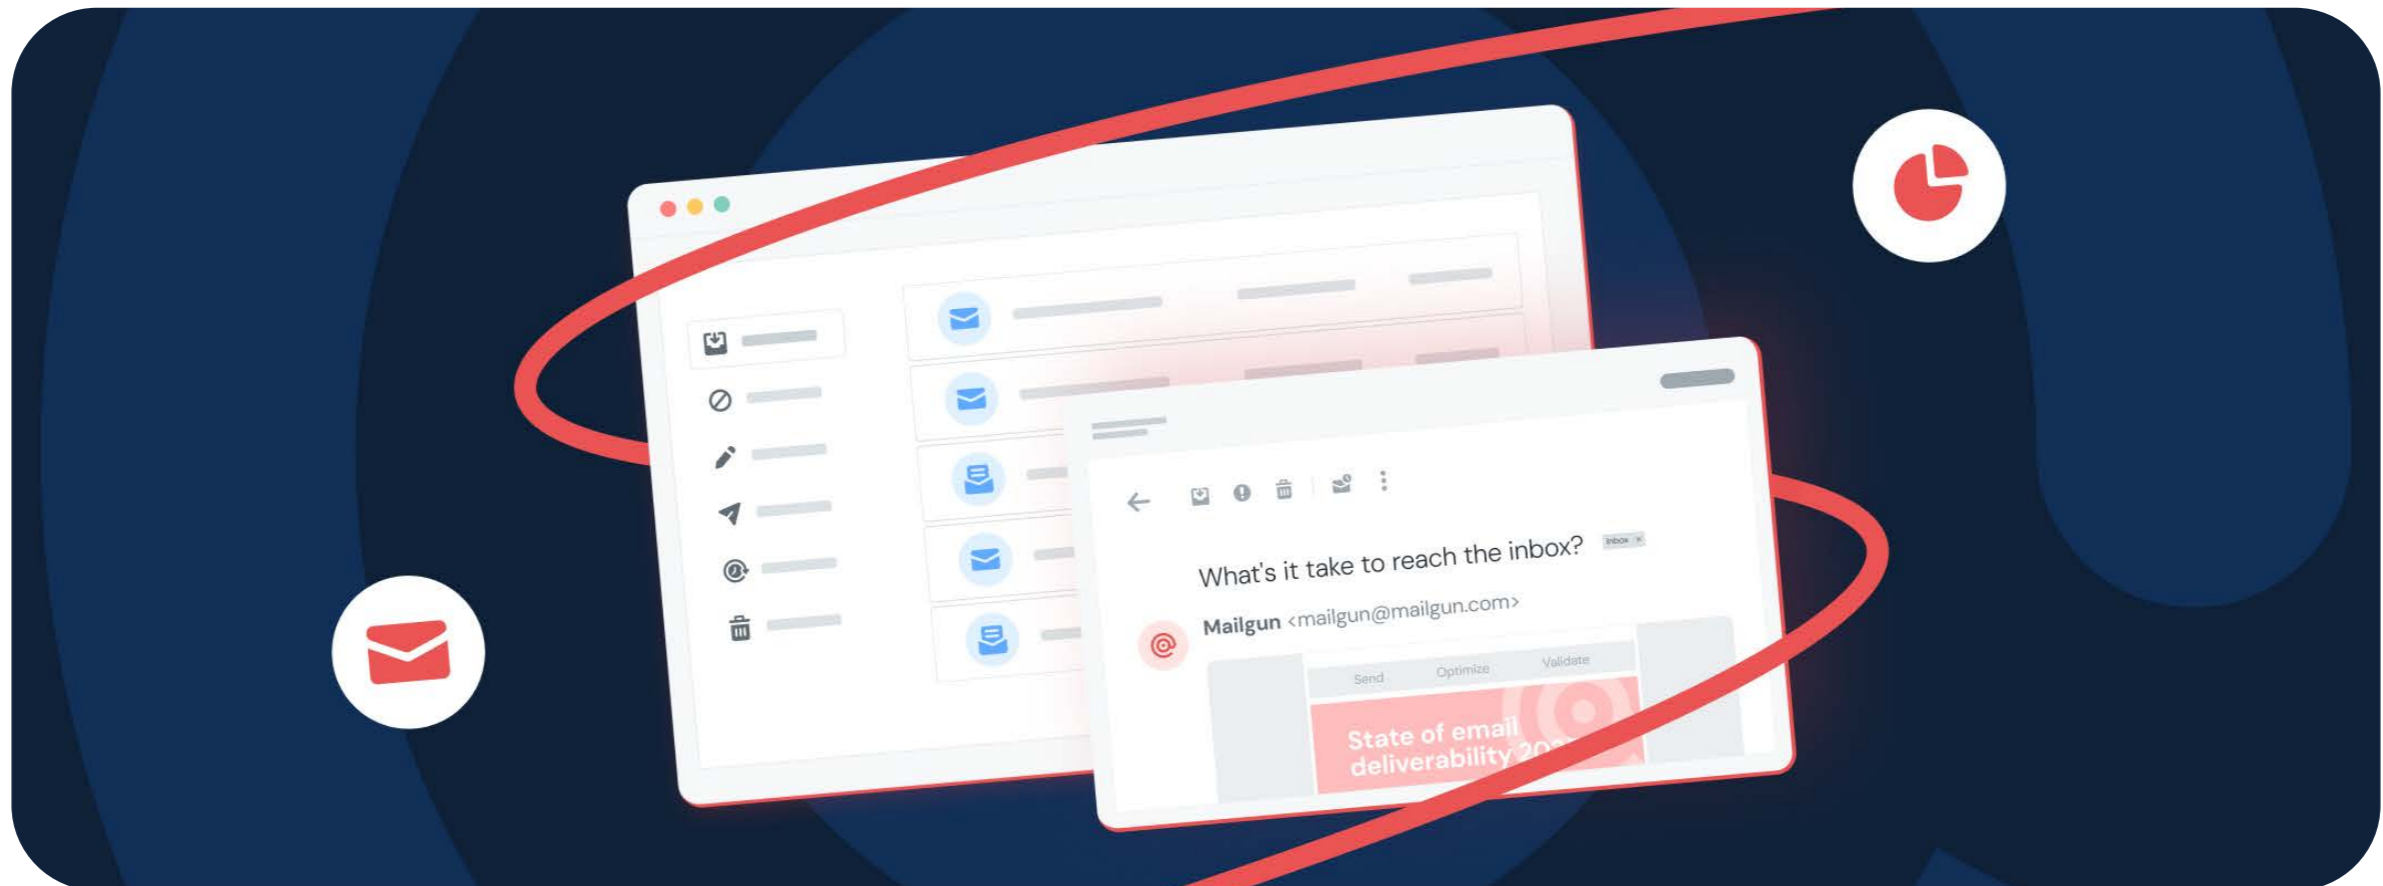 What's it take to reach the inbox?
Inbox ×
Mailgun <mailgun@mailgun.com>
Send Optimize Validate
State of email
deliverability